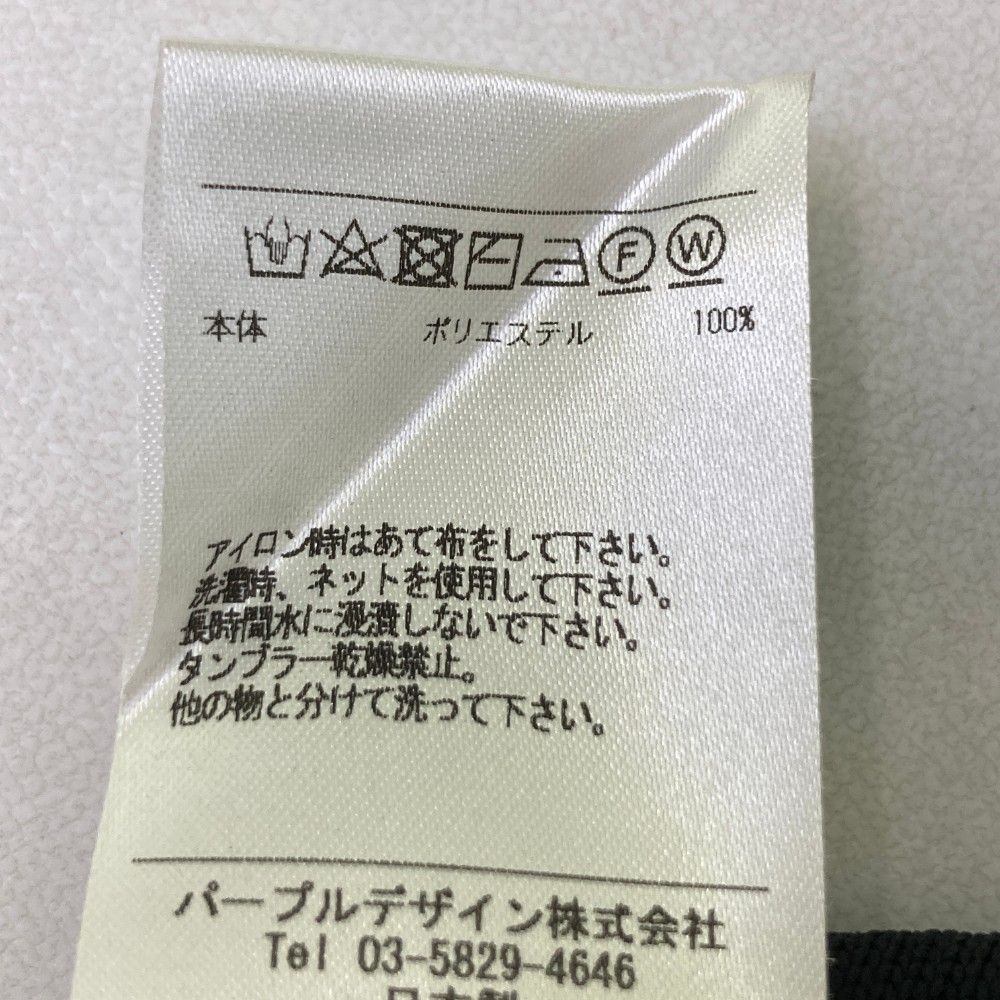 F W
本体 ポリエステル 100%
アイロン時はあて布をして下さい。
洗濯時、ネットを使用して下さい。
長時間水に浸漬しないで下さい。
タンブラー乾燥禁止。
他の物と分けて洗って下さい。
パープルデザイン株式会社
Tel 03-5829-4646
日本製